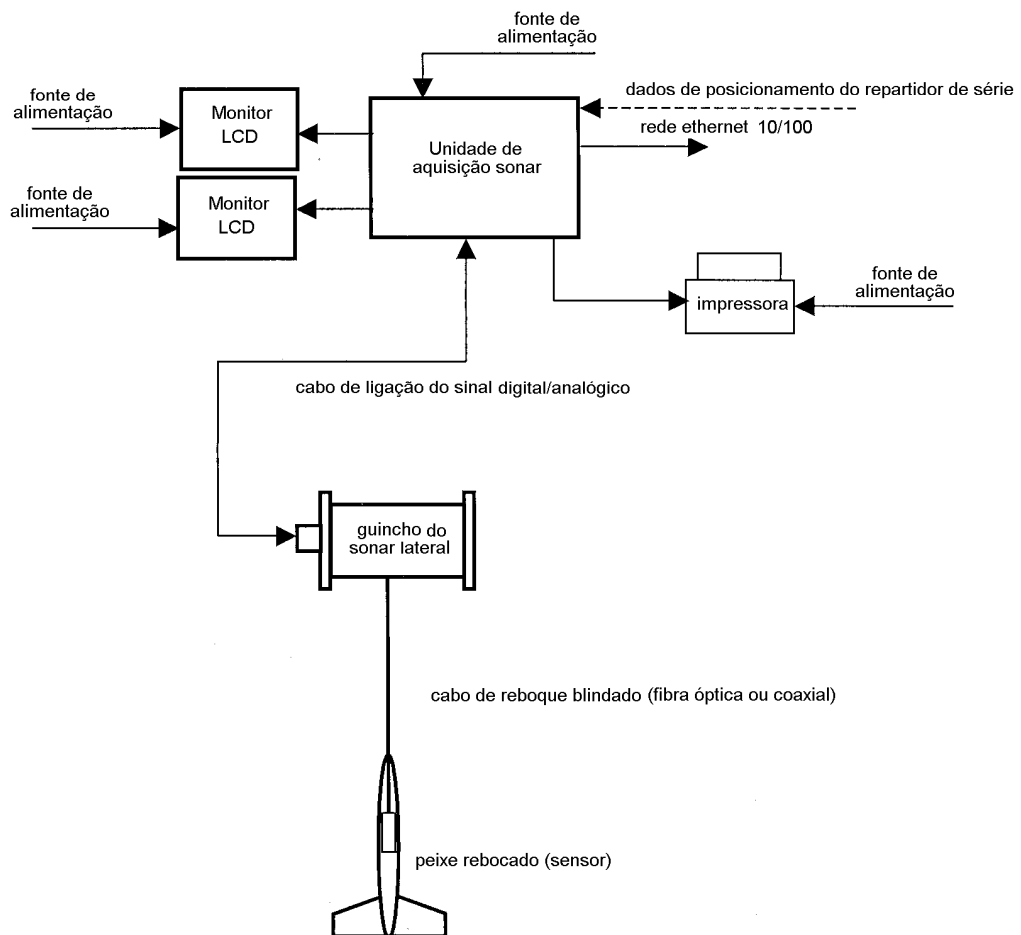 fonte de
alimentação
fonte de
alimentação
Monitor
LCD
dados de posicionamento do repartidor de série
rede ethernet 10/100
Unidade de
aquisição sonar
fonte de
alimentação
Monitor
LCD
fonte de
alimentação
impressora
cabo de ligação do sinal digital/analógico
guincho do
sonar lateral
cabo de reboque blindado (fibra óptica ou coaxial)
peixe rebocado (sensor)